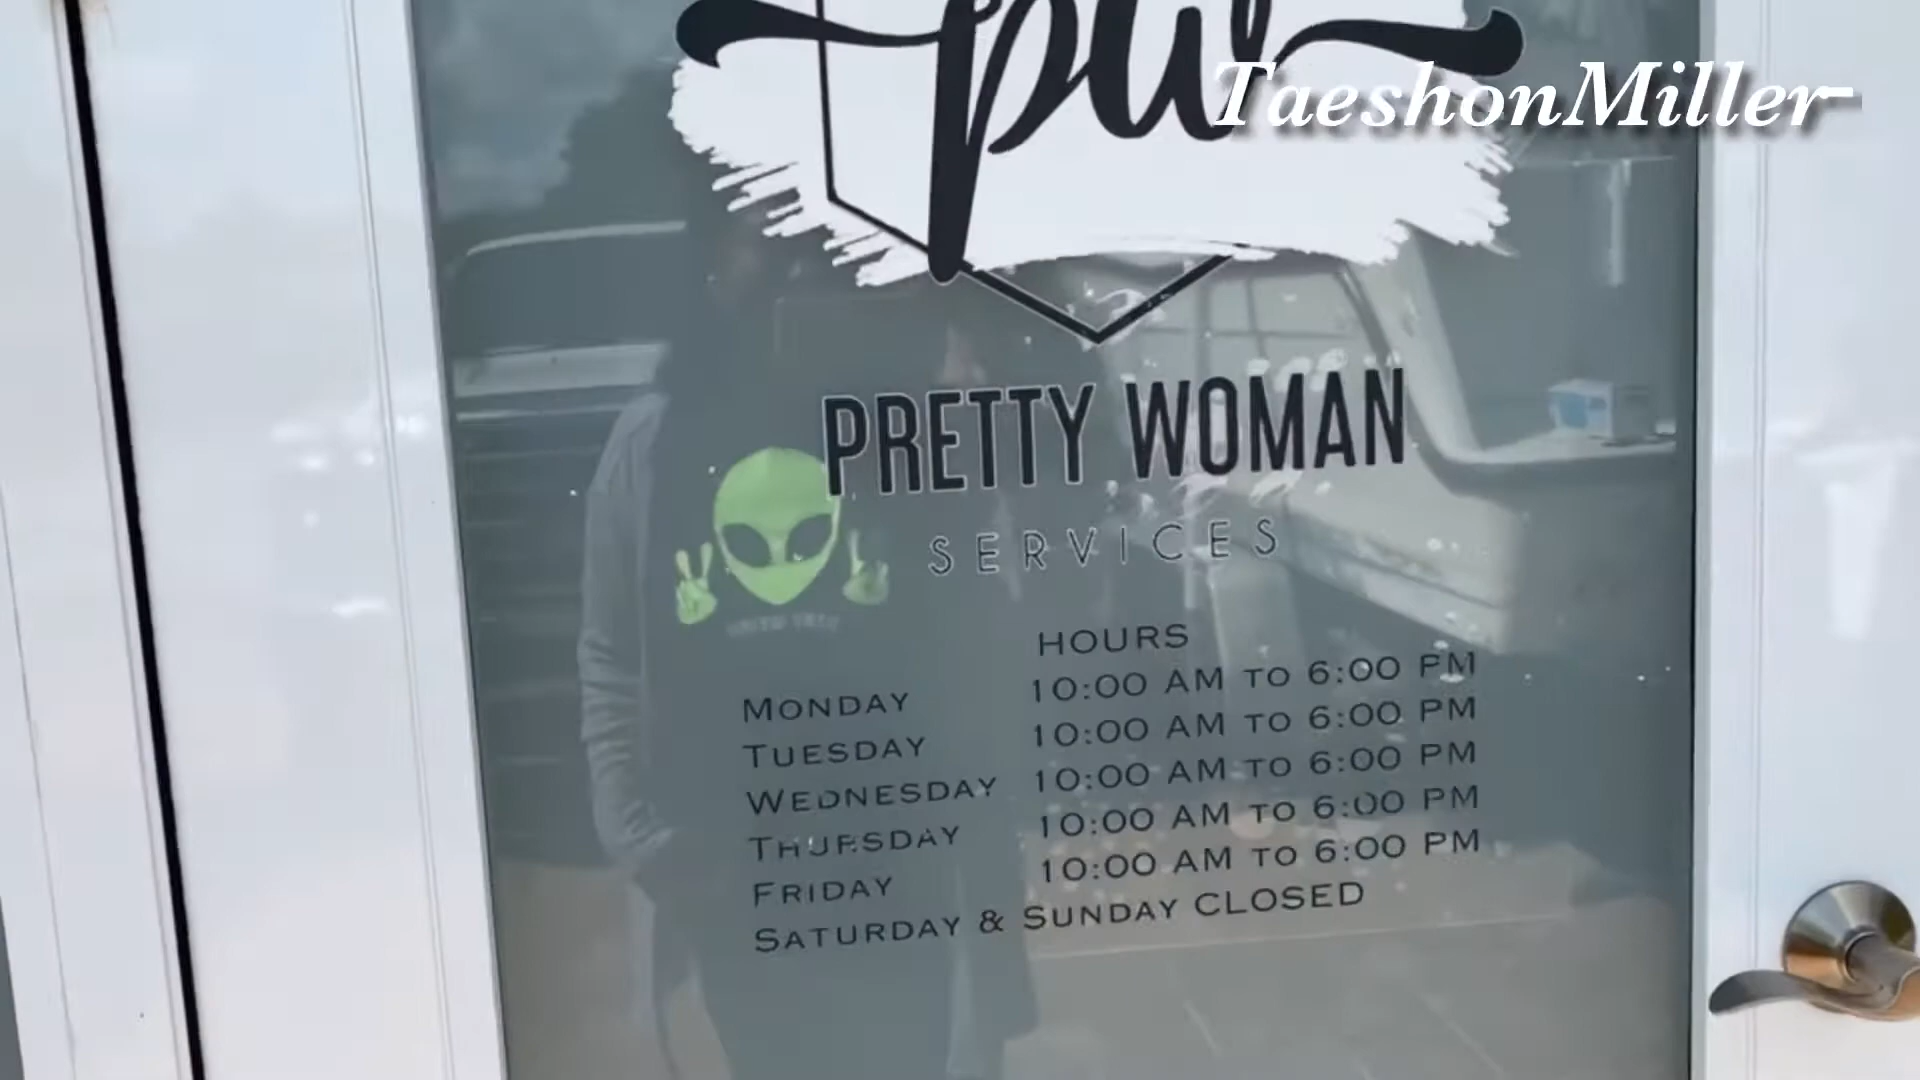 pw
TaeshonMiller-
PRETTY WOMAN
SERVICES
HOURS
MONDAY 10:00 AM TO 6:00 PM
TUESDAY 10:00 AM TO 6:00 PM
WEDNESDAY 10:00 AM TO 6:00 PM
THURSDAY 10:00 AM TO 6:00 PM
FRIDAY 10:00 AM TO 6:00 PM
SATURDAY & SUNDAY CLOSED